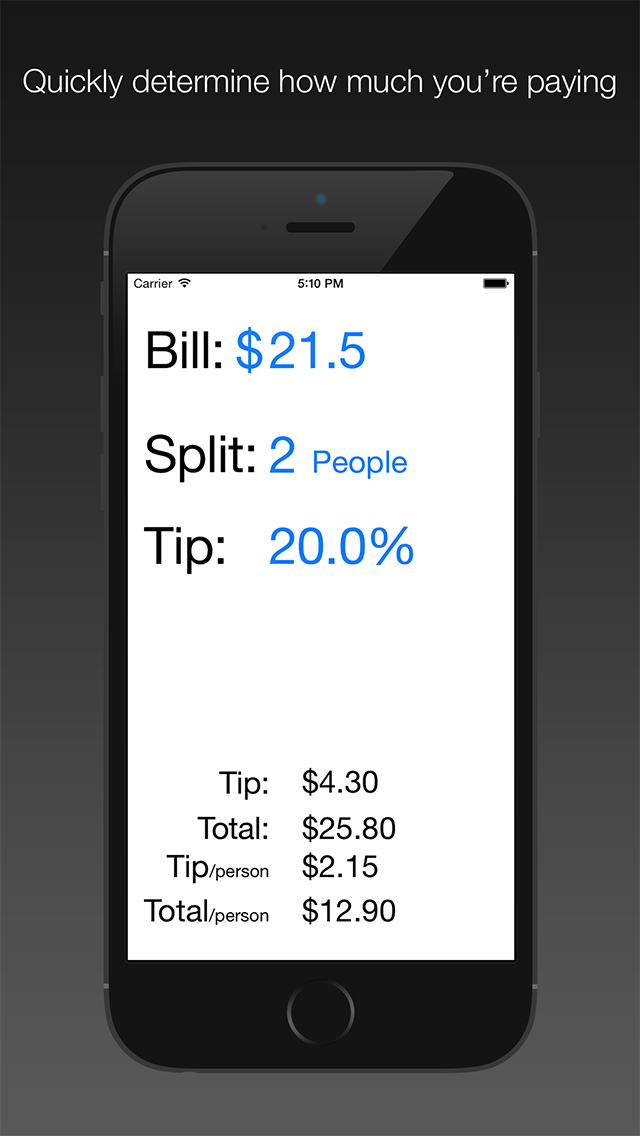 Quickly determine how much you’re paying
Carrier 5:10 PM
Bill: $21.5
Split: 2 People
Tip: 20.0%
Tip: $4.30
Total: $25.80
Tip/person $2.15
Total/person $12.90